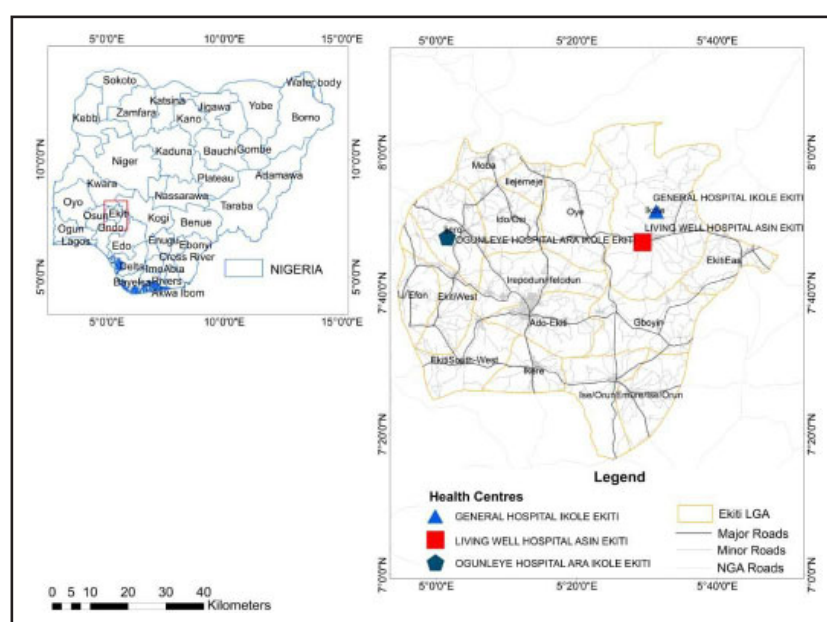 5°0'0"E 10°0'0"E 15°0'0"E
10°0'0"N
5°0'0"N
Sokoto
Water body
Katsina
Zamfara
Jigawa
Yobe
Borno
Kebbi
Kano
Niger
Kaduna
Bauchi
Gombe
Adamawa
Plateau
Kwara
Nassarawa
Taraba
Oyo
Ekiti
Osun
Kogi
Benue
Ogun
Ondo
Lagos
Edo
Enugu
Ebonyi
Cross River
Delta
Imo
Abia
Rivers
Akwa Ibom
NIGERIA
10°0'0"N
5°0'0"N
5°0'0"E 10°0'0"E 15°0'0"E
5°0'0"E 5°20'0"E 5°40'0"E
8°0'0"N
7°40'0"N
7°20'0"N
7°0'0"N
Moba
Ilejemeje
GENERAL HOSPITAL IKOLE EKITI
Ido/Osi
Oye
LIVING WELL HOSPITAL ASIN EKITI
OGUNLEYE HOSPITAL ARA IKOLE EKITI
EkitiEas
Irepodun/Ifelodun
EkitiWest
Ado-Ekiti
Gboyin
EkitiSouth-West
Ikere
Ise/Orun
8°0'0"N
7°40'0"N
7°20'0"N
7°0'0"N
Legend
Health Centres
GENERAL HOSPITAL IKOLE EKITI
LIVING WELL HOSPITAL ASIN EKITI
OGUNLEYE HOSPITAL ARA IKOLE EKITI
Ekiti LGA
Major Roads
Minor Roads
NGA Roads
5°0'0"E 5°20'0"E 5°40'0"E
0 5 10 20 30 40
Kilometers